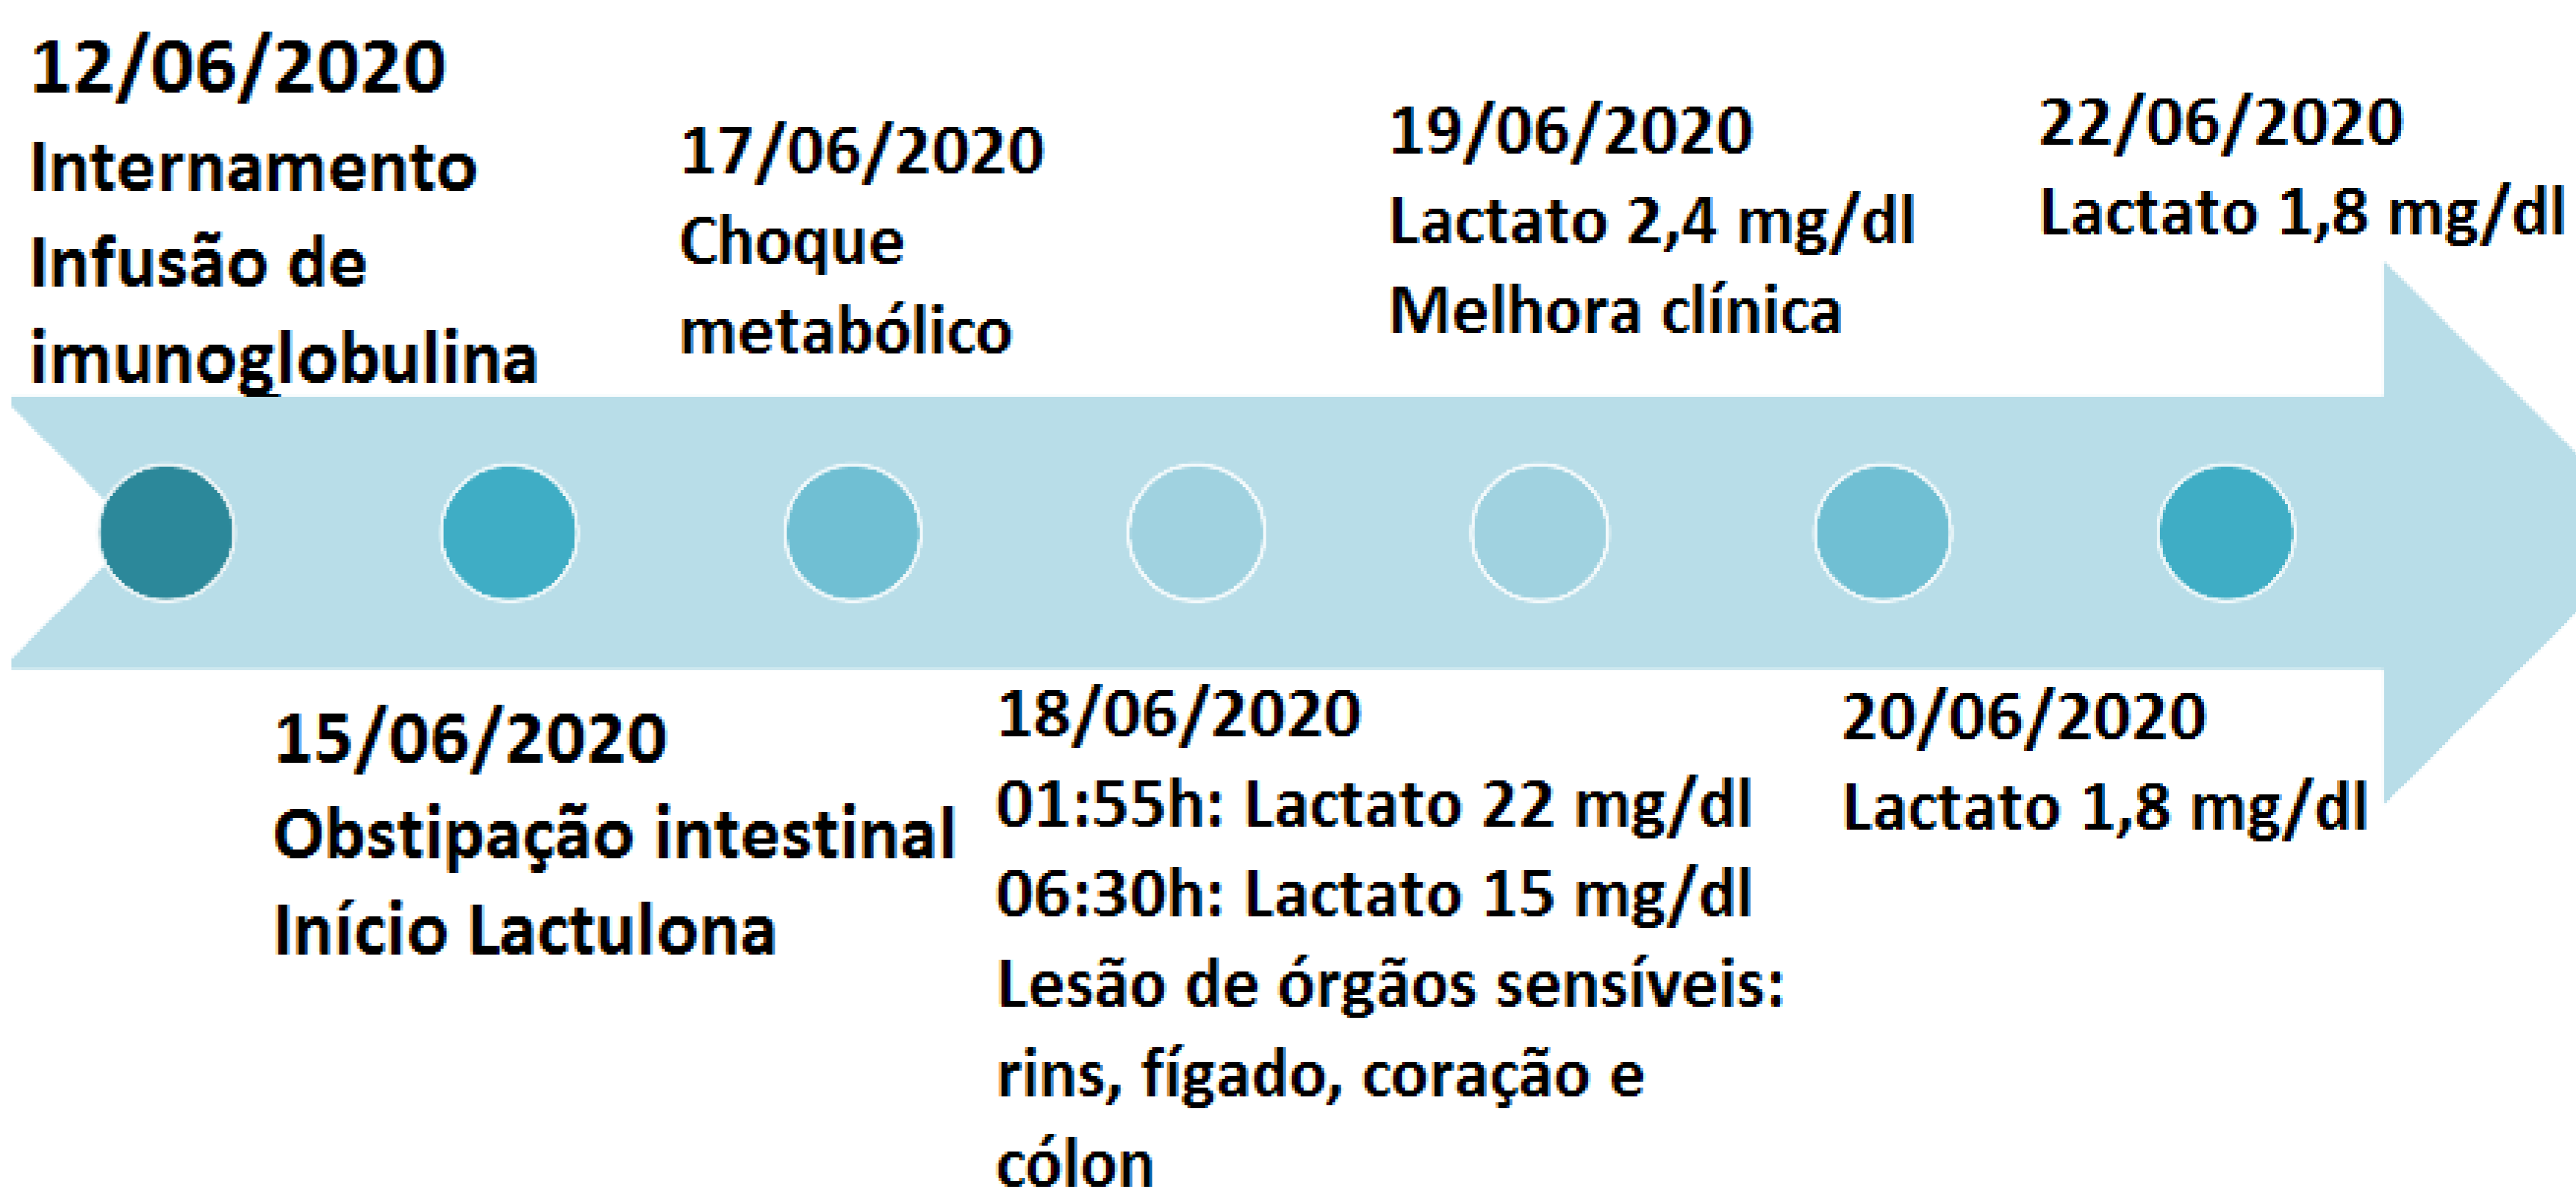 12/06/2020
Internamento
Infusão de
imunoglobulina
15/06/2020
Obstipação intestinal
Início Lactulona
17/06/2020
Choque
metabólico
18/06/2020
01:55h: Lactato 22 mg/dl
06:30h: Lactato 15 mg/dl
Lesão de órgãos sensíveis:
rins, fígado, coração e
cólon
19/06/2020
Lactato 2,4 mg/dl
Melhora clínica
20/06/2020
Lactato 1,8 mg/dl
22/06/2020
Lactato 1,8 mg/dl